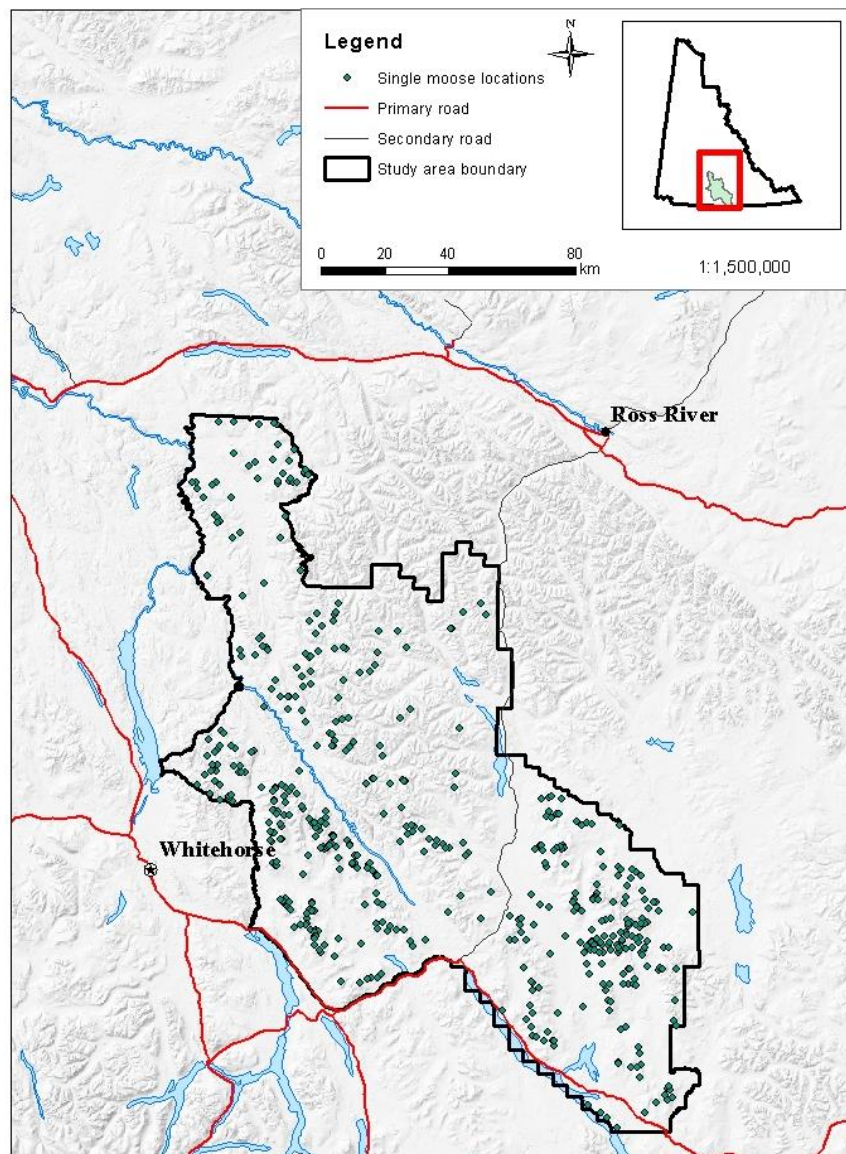 Legend
N
Single moose locations
Primary road
Secondary road
Study area boundary
0 20 40 80
km
1:1,500,000
Ross River
Whitehorse